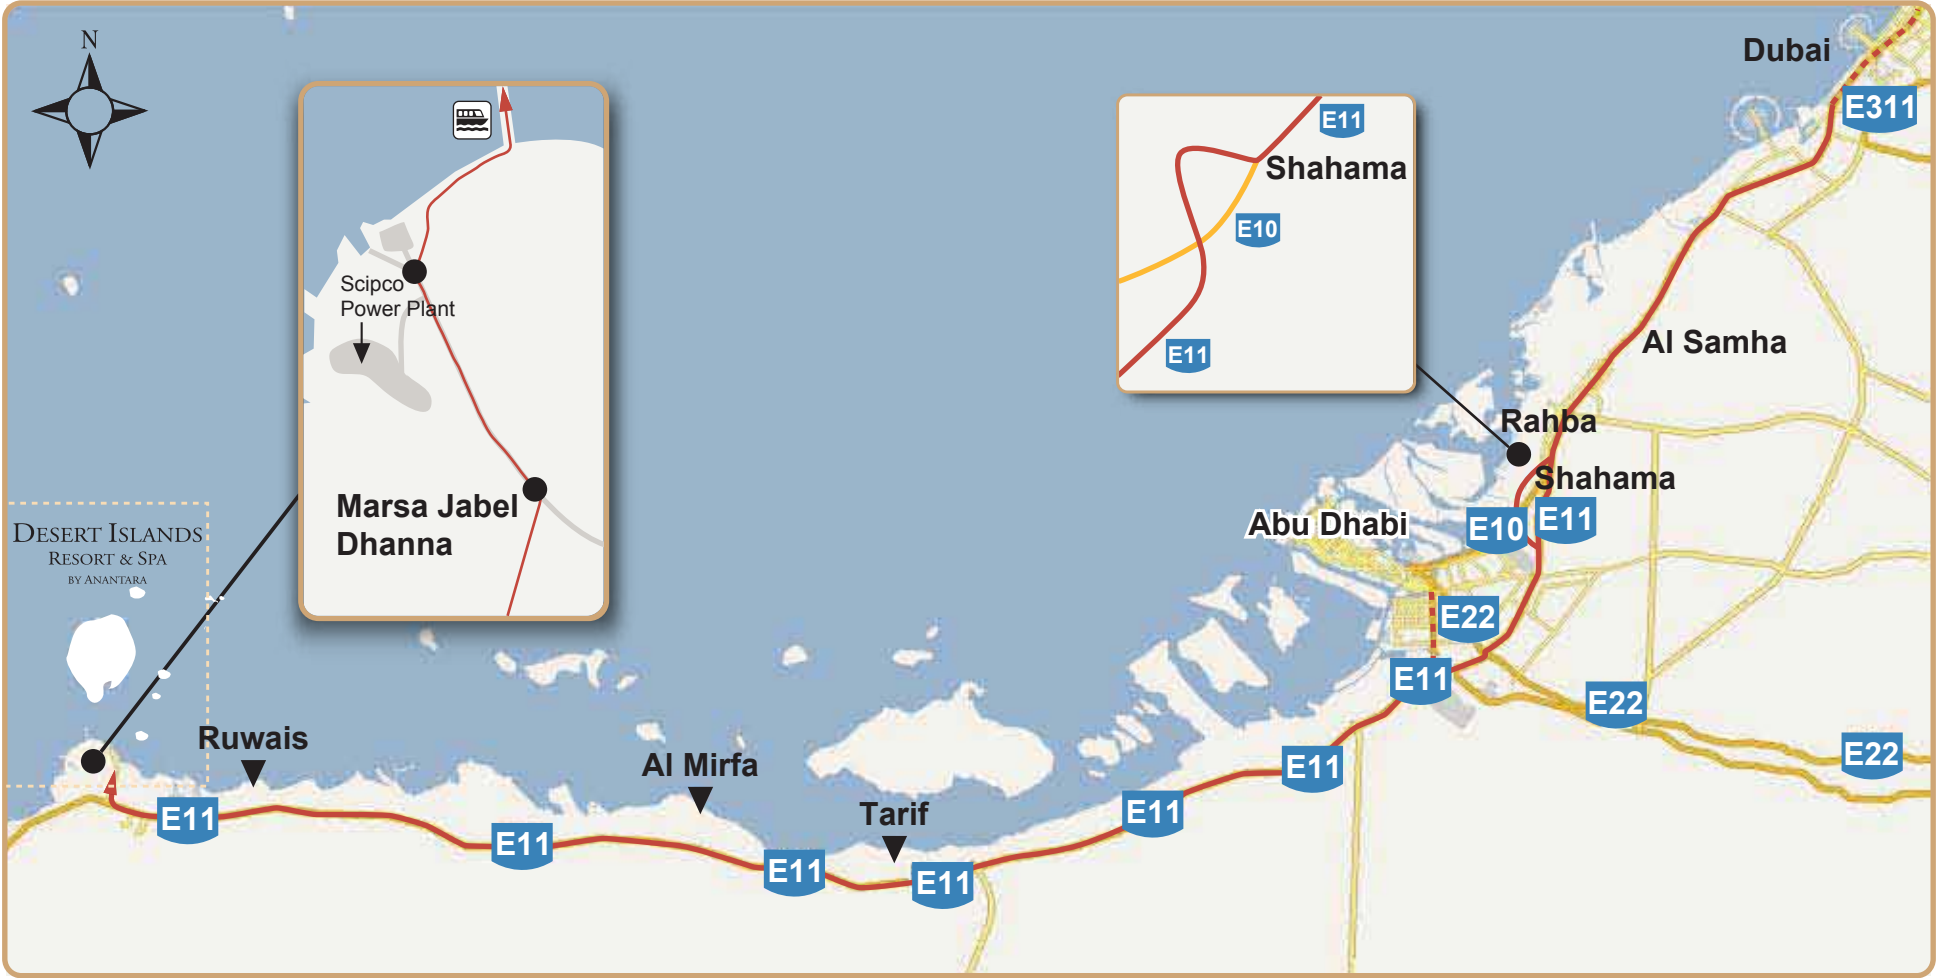 N
Dubai
E311
E11
Shahama
E10
E11
Scipco
Power Plant
Marsa Jabel
Dhanna
Al Samha
Rahba
Shahama
E10
E11
Abu Dhabi
DESERT ISLANDS
RESORT & SPA
BY ANANTARA
E22
E11
E22
E22
Ruwais
Al Mirfa
Tarif
E11
E11
E11
E11
E11
E11